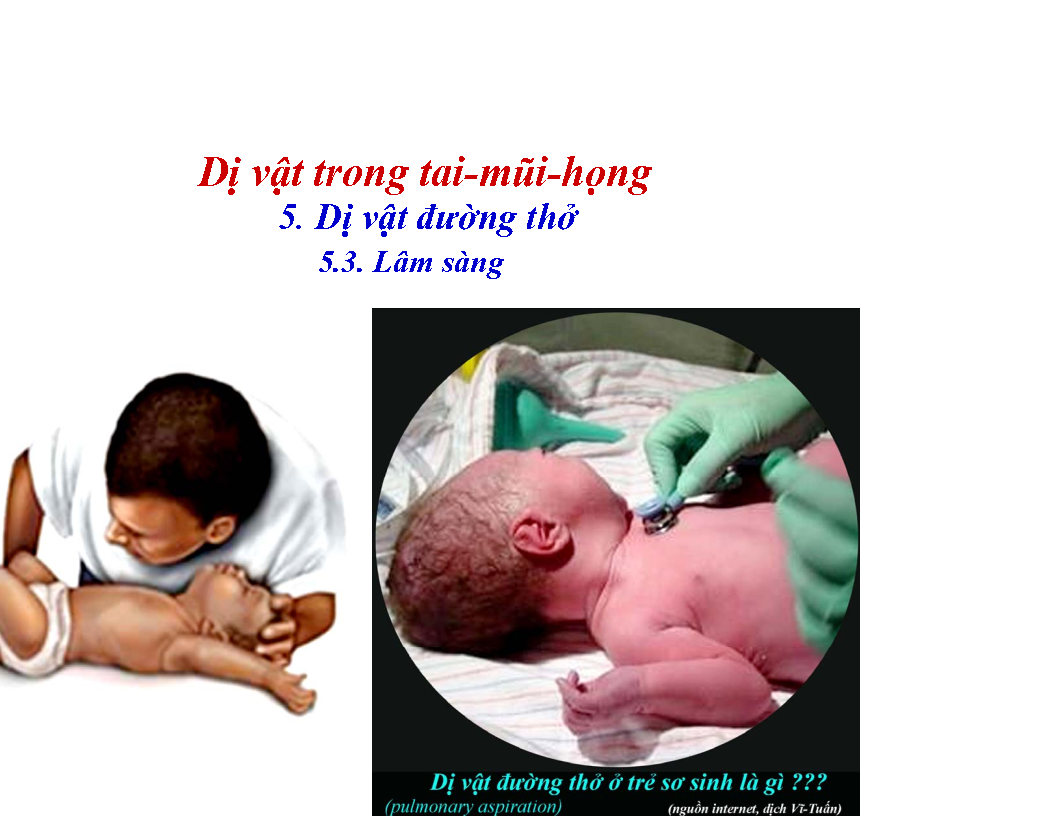 Dị vật trong tai-mũi-họng
5. Dị vật đường thở
5.3. Lâm sàng
Dị vật đường thở ở trẻ sơ sinh là gì ???
(pulmonary aspiration)
(nguồn internet, dịch Vĩ-Tuấn)